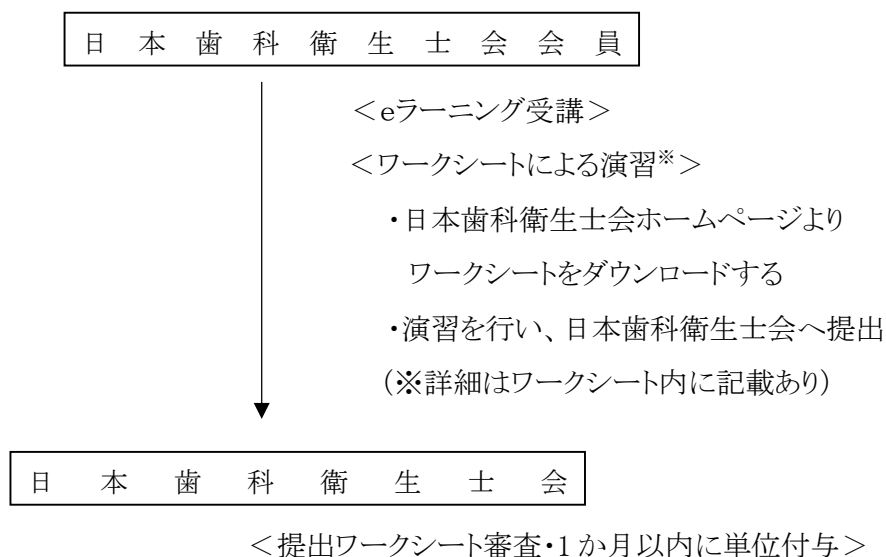 日本歯科衛生士会会員
＜eラーニング受講＞
＜ワークシートによる演習※＞
・日本歯科衛生士会ホームページより
ワークシートをダウンロードする
・演習を行い、日本歯科衛生士会へ提出
（※詳細はワークシート内に記載あり）
日本歯科衛生士会
＜提出ワークシート審査・1か月以内に単位付与＞